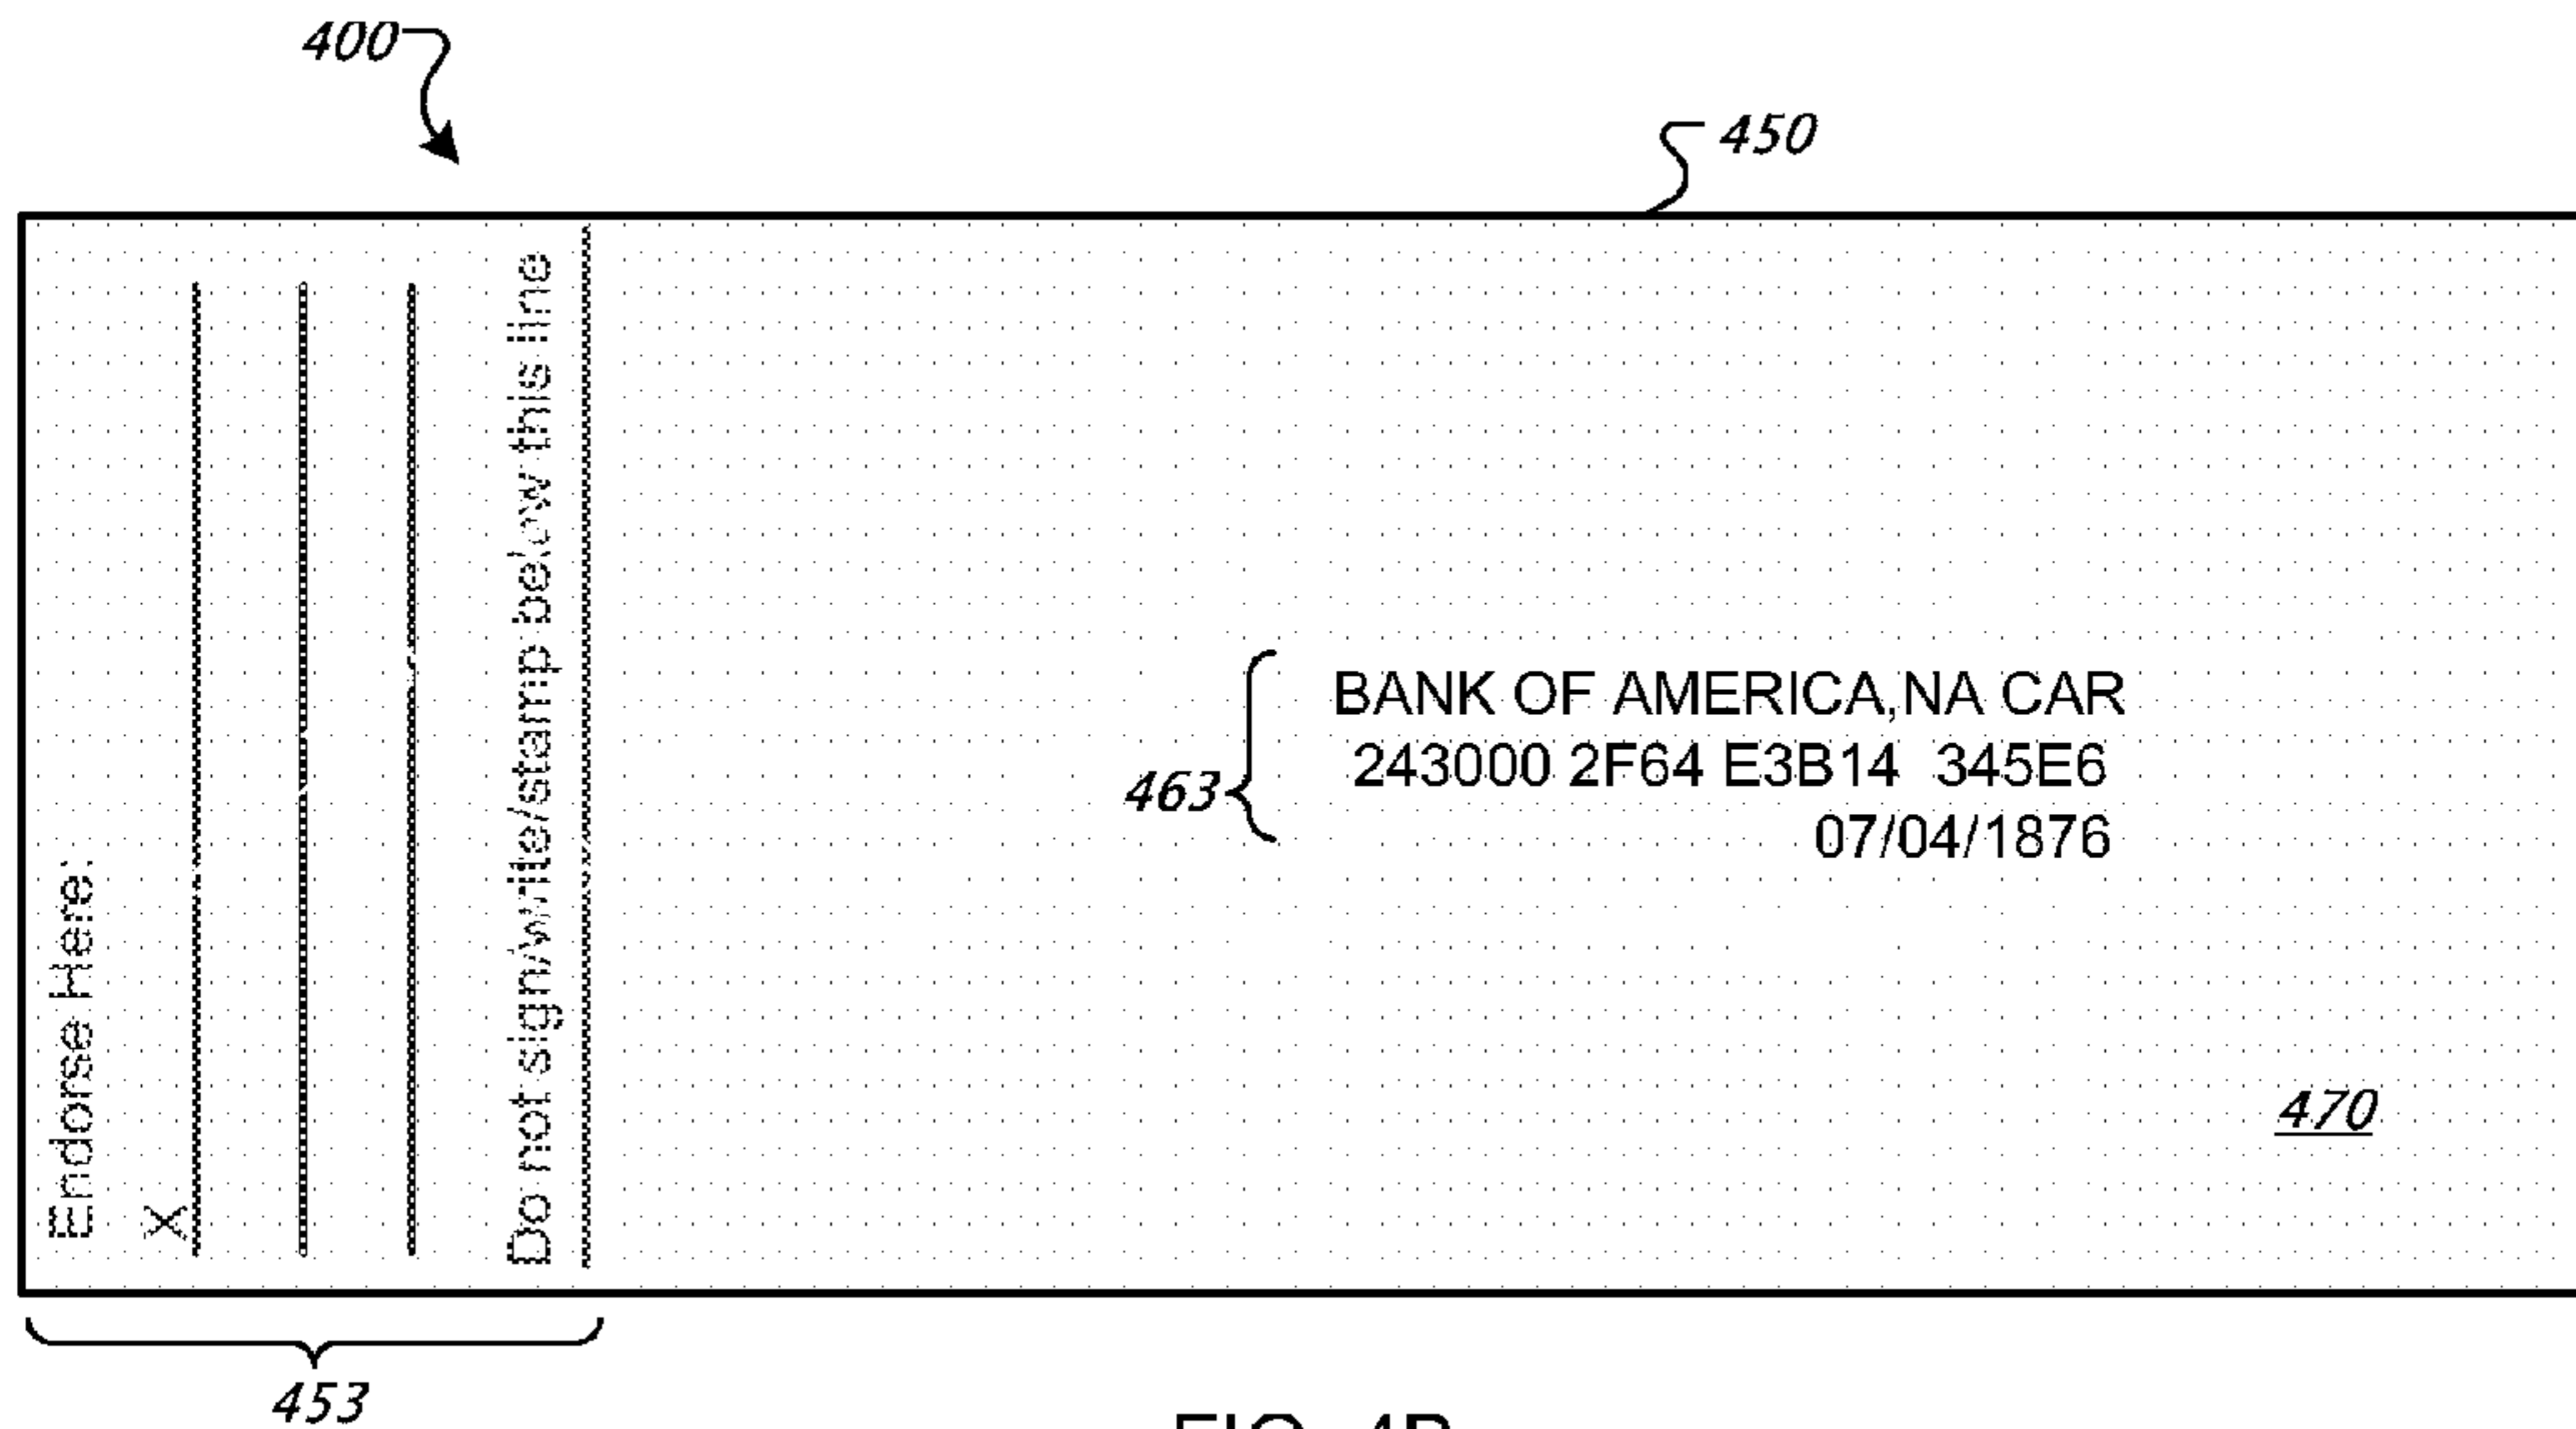 400
450
Endorse Here:
X
Do not sign/write/stamp below this line
463
BANK OF AMERICA,NA CAR
243000 2F64 E3B14 345E6
07/04/1876
470
453